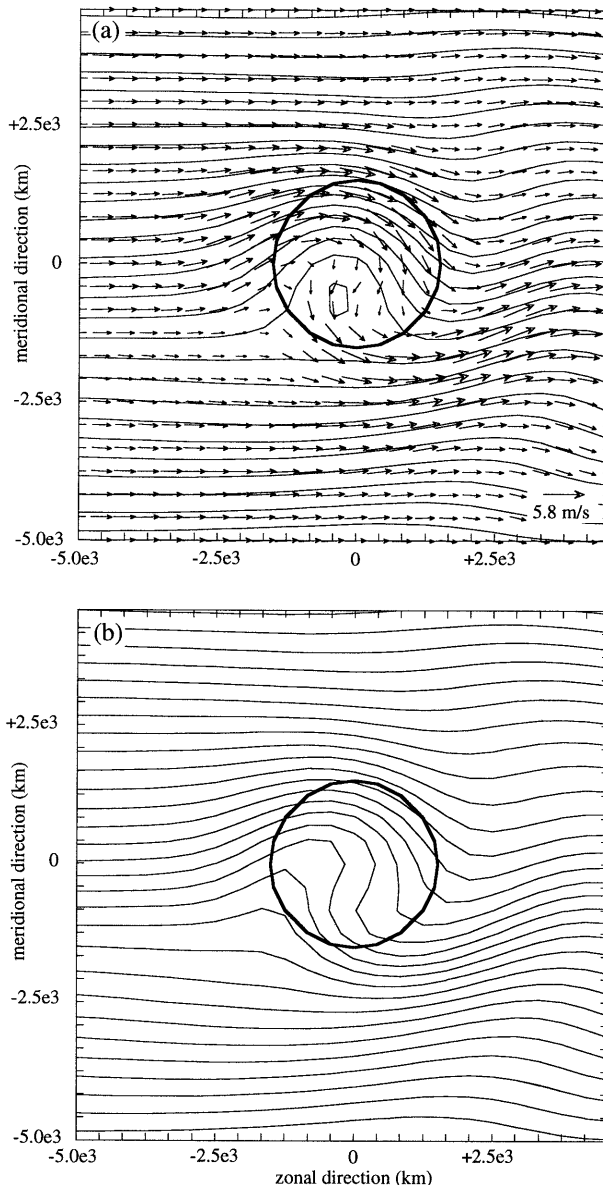 (a)
+2.5e3
0
-2.5e3
-5.0e3
meridional direction (km)
5.8 m/s
-5.0e3 -2.5e3 0 +2.5e3
(b)
+2.5e3
0
-2.5e3
-5.0e3
meridional direction (km)
-5.0e3 -2.5e3 0 +2.5e3
zonal direction (km)